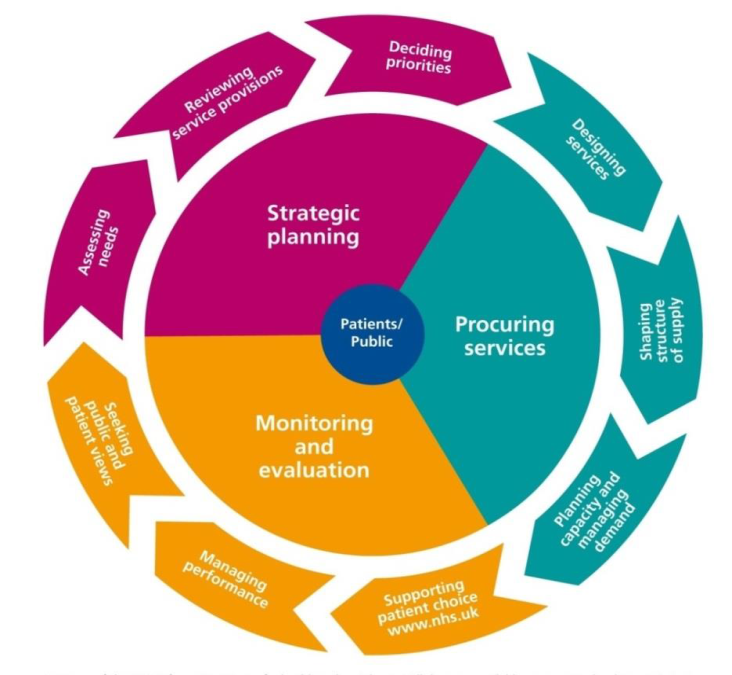 Deciding
priorities
Designing
services
Shaping
structure
of supply
Planning
capacity and
managing
demand
Supporting
patient choice
www.nhs.uk
Managing
performance
Seeking
public and
patient views
Assessing
needs
Reviewing
service provisions
Strategic
planning
Procuring
services
Monitoring
and
evaluation
Patients/
Public